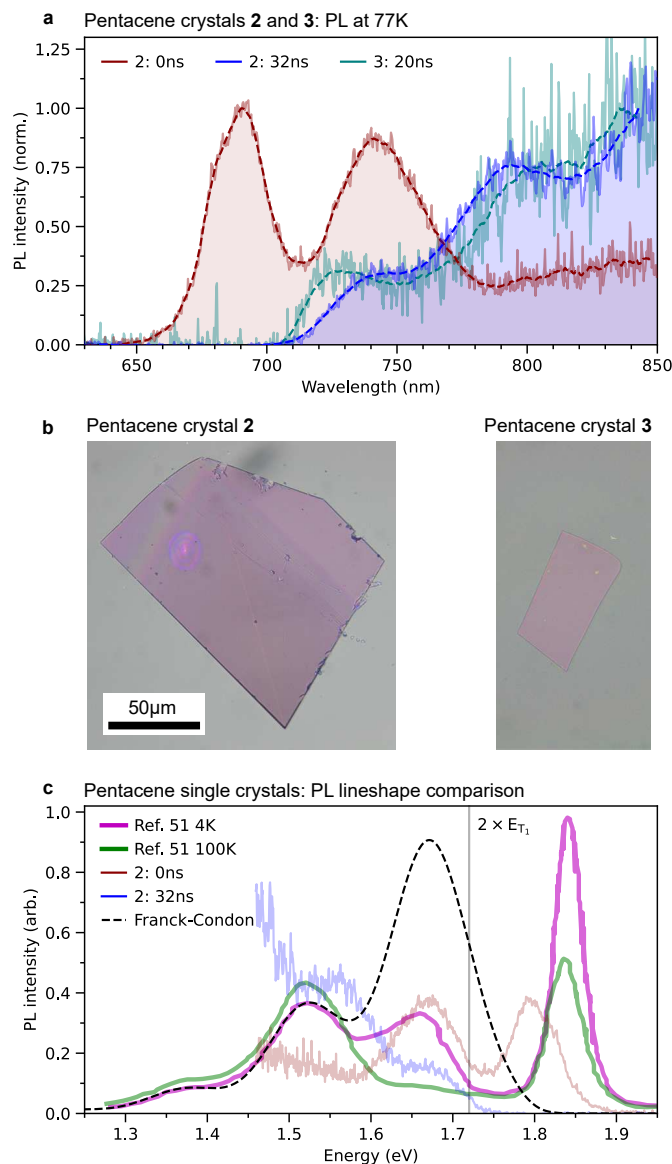 a Pentacene crystals 2 and 3: PL at 77K
1.25
1.00
0.75
0.50
0.25
0.00
PL intensity (norm.)
2: 0ns 2: 32ns 3: 20ns
650 700 750 800 850
Wavelength (nm)
b Pentacene crystal 2 Pentacene crystal 3
50μm
c Pentacene single crystals: PL lineshape comparison
1.0
0.8
0.6
0.4
0.2
0.0
PL intensity (arb.)
Ref. 51 4K
Ref. 51 100K
2: 0ns
2: 32ns
Franck-Condon
2 × E_T₁
1.3 1.4 1.5 1.6 1.7 1.8 1.9
Energy (eV)